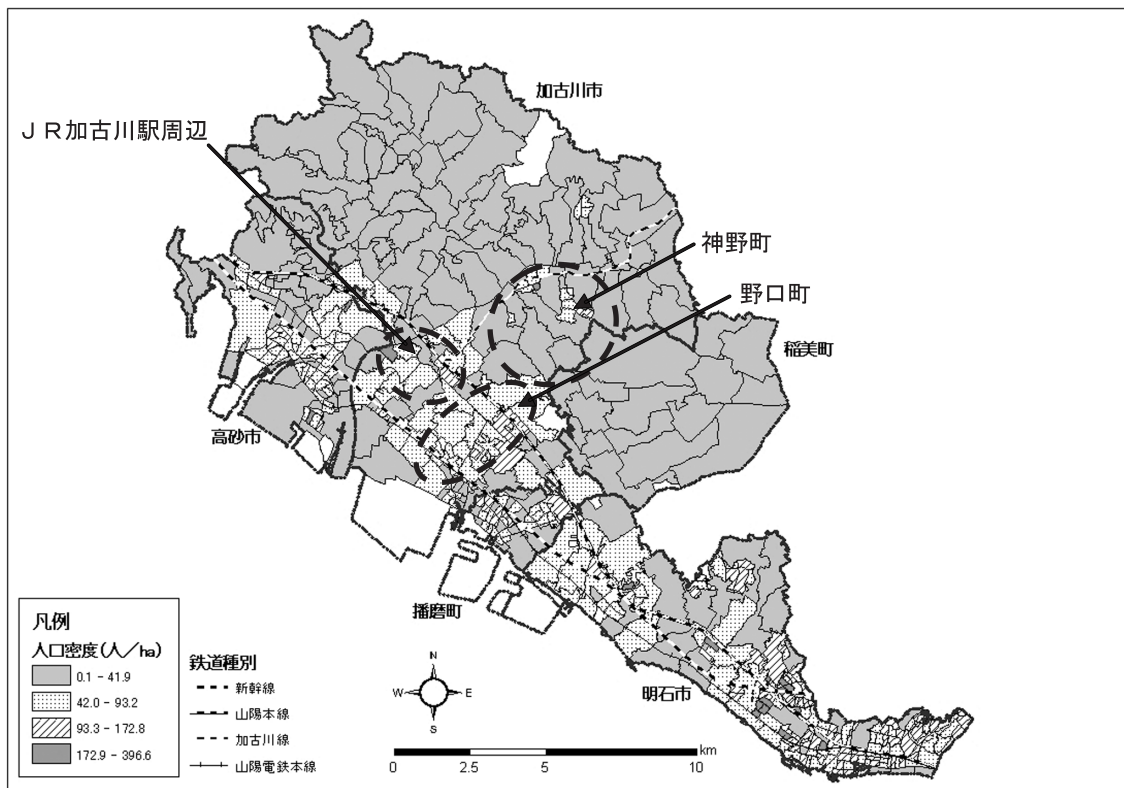 加古川市
ＪＲ加古川駅周辺
神野町
野口町
稲美町
高砂市
播磨町
明石市
凡例
人口密度(人／ha)
0.1 - 41.9
42.0 - 93.2
93.3 - 172.8
172.9 - 396.6
鉄道種別
新幹線
山陽本線
加古川線
山陽電鉄本線
N
W E
S
km
0 2.5 5 10